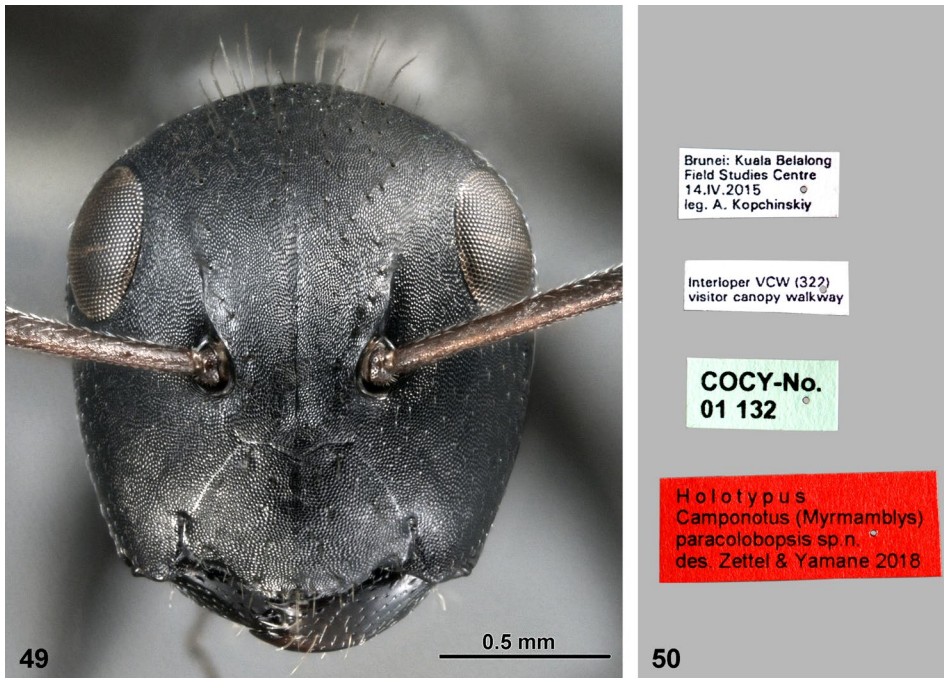 0.5 mm
49
Brunei: Kuala Belalong
Field Studies Centre
14.IV.2015
leg. A. Kopchinskiy
Interloper VCW (322)
visitor canopy walkway
COCY-No.
01 132
Holotypus
Camponotus (Myrmamblys)
paracolobopsis sp.n.
des. Zettel & Yamane 2018
50